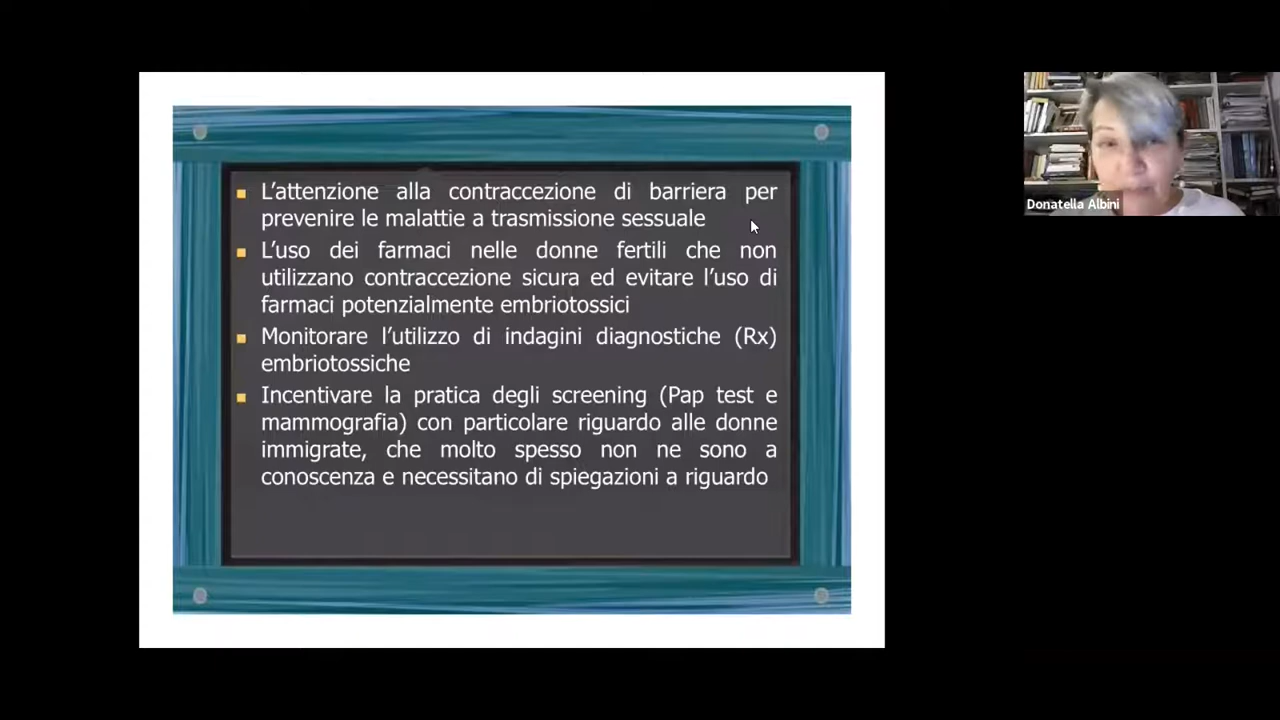 L'attenzione alla contraccezione di barriera per
prevenire le malattie a trasmissione sessuale
L'uso dei farmaci nelle donne fertili che non
utilizzano contraccezione sicura ed evitare l'uso di
farmaci potenzialmente embriotossici
Monitorare l'utilizzo di indagini diagnostiche (Rx)
embriotossiche
Incentivare la pratica degli screening (Pap test e
mammografia) con particolare riguardo alle donne
immigrate, che molto spesso non ne sono a
conoscenza e necessitano di spiegazioni a riguardo
Donatella Albini